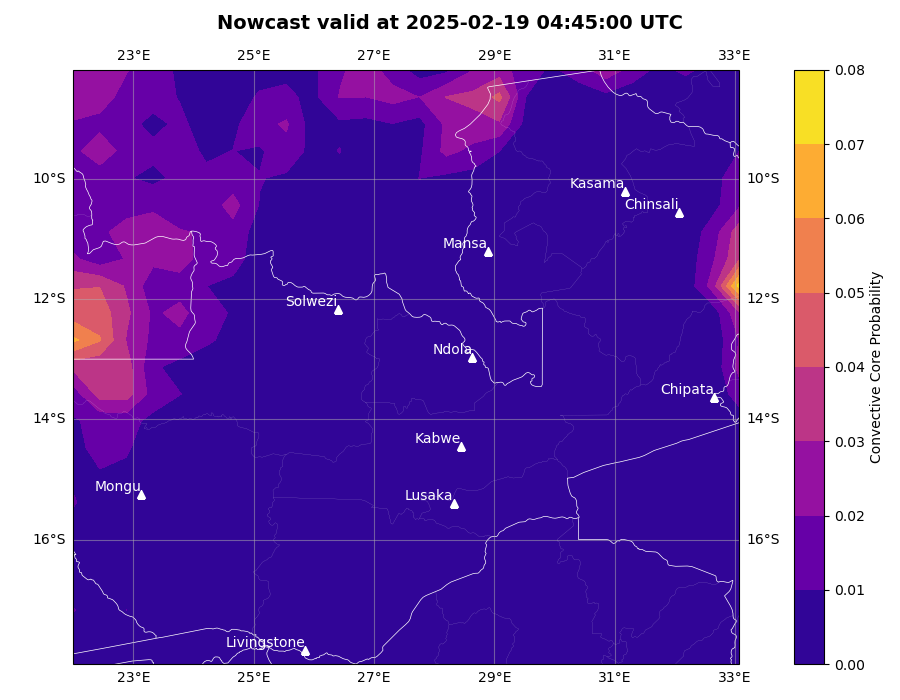 Nowcast valid at 2025-02-19 04:45:00 UTC
23°E 25°E 27°E 29°E 31°E 33°E
0.08
0.07
0.06
0.05
0.04
0.03
0.02
0.01
0.00
Convective Core Probability
10°S 10°S
12°S 12°S
14°S 14°S
16°S 16°S
Kasama
Chinsali
Mansa
Solwezi
Ndola
Chipata
Kabwe
Mongu
Lusaka
Livingstone
23°E 25°E 27°E 29°E 31°E 33°E